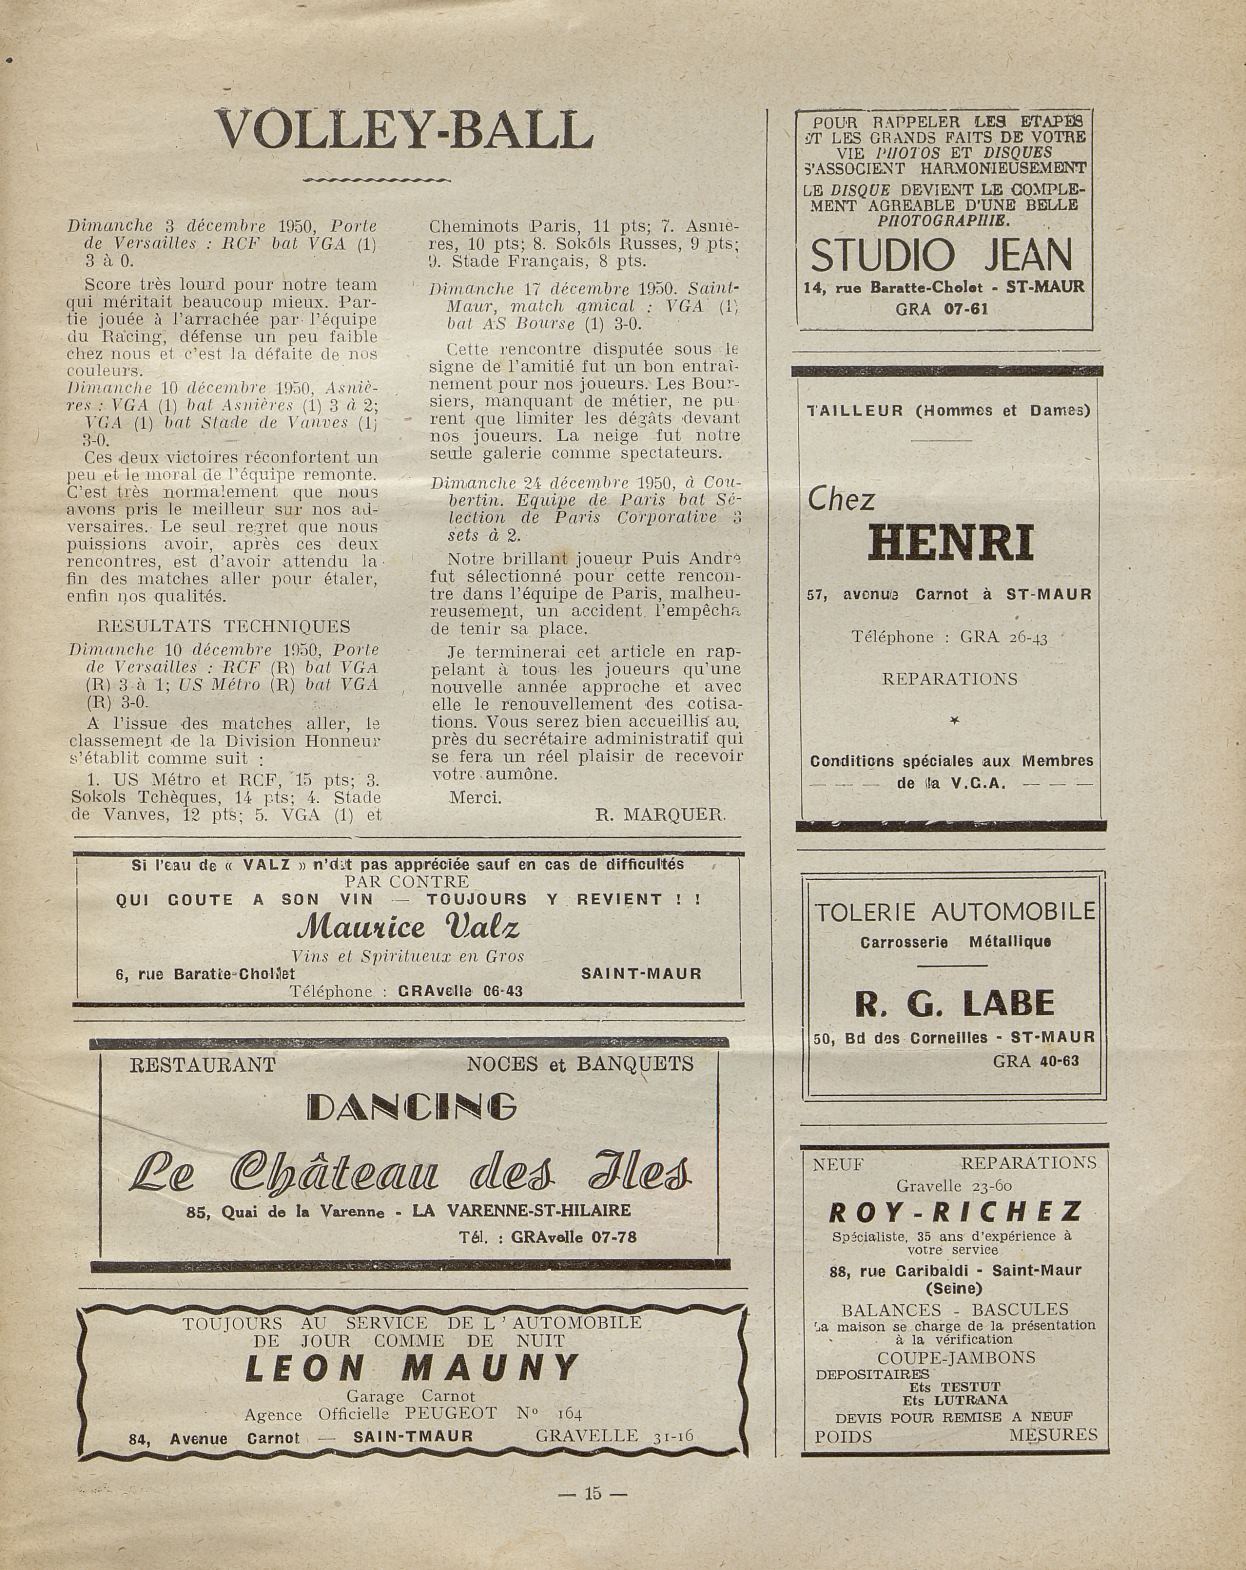 VOLLEY-BALL
Dimanche 3 décembre 1950, Porte
de Versailles : RCF bat VGA (1)
3 à 0.
Score très lourd pour notre team
qui méritait beaucoup mieux. Par-
tie jouée à l'arrachée par l'équipe
du Racing, défense un peu faible
chez nous et c'est la défaite de nos
couleurs.
Dimanche 10 décembre 1950, Asniè-
res : VGA (1) bat Asnières (1) 3 à 2;
VGA (1) bat Stade de Vanves (1)
3-0.
Ces deux victoires réconfortent un
peu et le moral de l'équipe remonte.
C'est très normalement que nous
avons pris le meilleur sur nos ad-
versaires. Le seul regret que nous
puissions avoir, après ces deux
rencontres, est d'avoir attendu la
fin des matches aller pour étaler,
enfin nos qualités.
RESULTATS TECHNIQUES
Dimanche 10 décembre 1950, Porte
de Versailles : RCF (R) bat VGA
(R) 3 à 1; US Métro (R) bat VGA
(R) 3-0.
A l'issue des matches aller, le
classement de la Division Honneur
s'établit comme suit :
1. US Métro et RCF, 15 pts; 3.
Sokols Tchèques, 14 pts; 4. Stade
de Vanves, 12 pts; 5. VGA (1) et
Cheminots Paris, 11 pts; 7. Asniè-
res, 10 pts; 8. Sokôls Russes, 9 pts;
9. Stade Français, 8 pts.
Dimanche 17 décembre 1950. Saint-
Maur, match amical : VGA (1)
bat AS Bourse (1) 3-0.
Cette rencontre disputée sous le
signe de l'amitié fut un bon entraî-
nement pour nos joueurs. Les Bour-
siers, manquant de métier, ne pu-
rent que limiter les dégâts devant
nos joueurs. La neige fut notre
seule galerie comme spectateurs.
Dimanche 24 décembre 1950, à Cou-
bertin. Equipe de Paris bat Sé-
lection de Paris Corporative 3
sets à 2.
Notre brillant joueur Puis André
fut sélectionné pour cette rencon-
tre dans l'équipe de Paris, malheu-
reusement, un accident l'empêcha
de tenir sa place.
Je terminerai cet article en rap-
pelant à tous les joueurs qu'une
nouvelle année approche et avec
elle le renouvellement des cotisa-
tions. Vous serez bien accueillis au,
près du secrétaire administratif qui
se fera un réel plaisir de recevoir
votre aumône.
Merci.
R. MARQUER.
Si l'eau de « VALZ » n'était pas appréciée sauf en cas de difficultés
PAR CONTRE
QUI GOUTE A SON VIN — TOUJOURS Y REVIENT ! !
Maurice Valz
Vins et Spiritueux en Gros
6, rue Baratte-Chollet SAINT-MAUR
Téléphone : GRAvelle 06-43
RESTAURANT NOCES et BANQUETS
DANCING
Le Château des Iles
85, Quai de la Varenne - LA VARENNE-ST-HILAIRE
Tél. : GRAvelle 07-78
TOUJOURS AU SERVICE DE L'AUTOMOBILE
DE JOUR COMME DE NUIT
LEON MAUNY
Garage Carnot
Agence Officielle PEUGEOT N° 164
84, Avenue Carnot — SAIN-TMAUR GRAVELLE 31-16
POUR RAPPELER LES ETAPES
ET LES GRANDS FAITS DE VOTRE
VIE PHOTOS ET DISQUES
S'ASSOCIENT HARMONIEUSEMENT
LE DISQUE DEVIENT LE COMPLE-
MENT AGREABLE D'UNE BELLE
PHOTOGRAPHIE.
STUDIO JEAN
14, rue Baratte-Cholet - ST-MAUR
GRA 07-61
TAILLEUR (Hommes et Dames)
Chez
HENRI
57, avenue Carnot à ST-MAUR
Téléphone : GRA 26-43
REPARATIONS
★
Conditions spéciales aux Membres
— — — de la V.G.A. — — —
TOLERIE AUTOMOBILE
Carrosserie Métallique
R. G. LABE
50, Bd des Corneilles - ST-MAUR
GRA 40-63
NEUF REPARATIONS
Gravelle 23-60
ROY-RICHEZ
Spécialiste, 35 ans d'expérience à
votre service
88, rue Garibaldi - Saint-Maur
(Seine)
BALANCES - BASCULES
La maison se charge de la présentation
à la vérification
COUPE-JAMBONS
DEPOSITAIRES
Ets TESTUT
Ets LUTRANA
DEVIS POUR REMISE A NEUF
POIDS MESURES
— 15 —